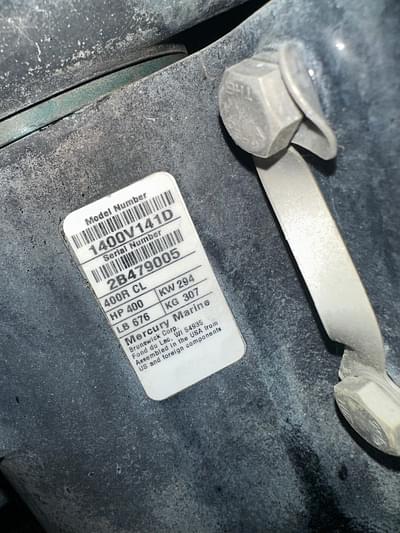 Model Number
1400V141D
Serial Number
2B479005
400R CL
HP 400 KW 294
LB 676 KG 307
Mercury Marine
Brunswick Corp.
Fond du Lac, WI 54935
Assembled in the USA from
US and foreign components